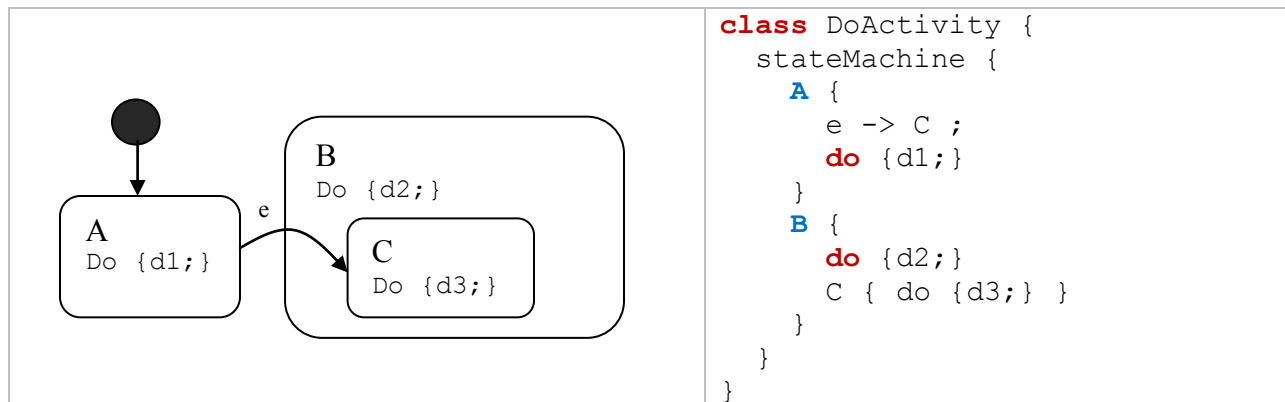 B
Do {d2;}
e
A
Do {d1;}
C
Do {d3;}
class DoActivity {
  stateMachine {
    A {
      e -> C ;
      do {d1;}
    }
    B {
      do {d2;}
      C { do {d3;} }
    }
  }
}